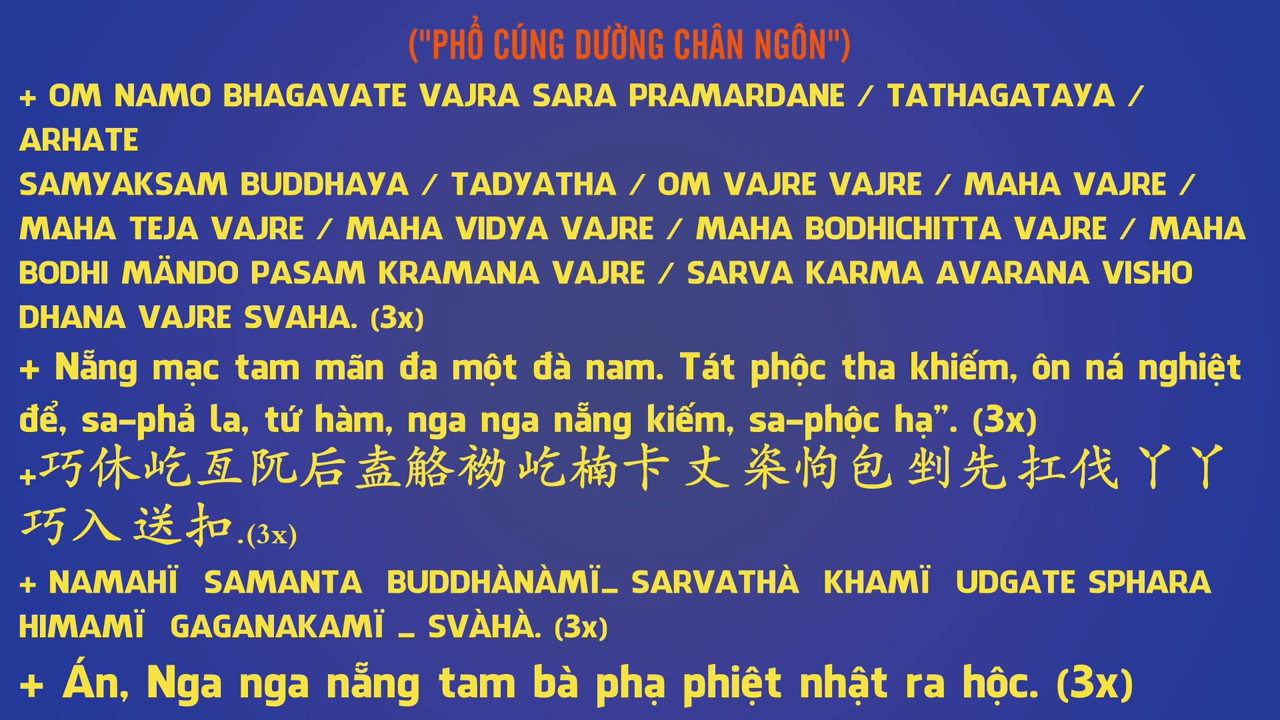 ("PHỔ CÚNG DƯỜNG CHÂN NGÔN")
+ OM NAMO BHAGAVATE VAJRA SARA PRAMARDANE / TATHAGATAYA /
ARHATE
SAMYAKSAM BUDDHAYA / TADYATHA / OM VAJRE VAJRE / MAHA VAJRE /
MAHA TEJA VAJRE / MAHA VIDYA VAJRE / MAHA BODHICHITTA VAJRE / MAHA
BODHI MÄNDO PASAM KRAMANA VAJRE / SARVA KARMA AVARANA VISHO
DHANA VAJRE SVAHA. (3x)
+ Nẵng mạc tam mãn đa một đà nam. Tát phộc tha khiếm, ôn ná nghiệt
để, sa-phả la, tứ hàm, nga nga nẵng kiếm, sa-phộc hạ”. (3x)
+巧休屹亙阢后盍觡袎屹楠卡丈栥恂包剉先扛伐丫丫
巧入送扣.(3x)
+ NAMAHÏ SAMANTA BUDDHÀNÀMÏ_ SARVATHÀ KHAMÏ UDGATE SPHARA
HIMAMÏ GAGANAKAMÏ _ SVÀHÀ. (3x)
+ Án, Nga nga nẵng tam bà phạ phiệt nhật ra hộc. (3x)